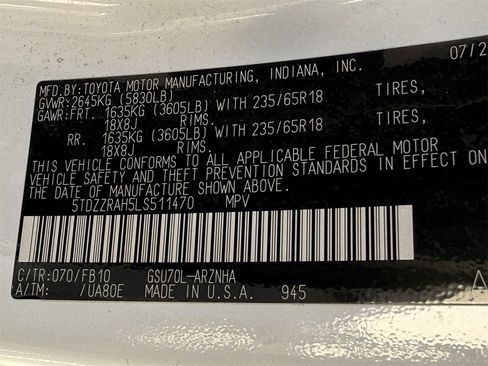 MFD.BY:TOYOTA MOTOR MANUFACTURING, INDIANA, INC. 07/2
GVWR:2645KG (5830LB)
GAWR:FRT. 1635KG (3605LB) WITH 235/65R18 TIRES,
18X8J RIMS.
RR. 1635KG (3605LB) WITH 235/65R18 TIRES,
18X8J RIMS.
THIS VEHICLE CONFORMS TO ALL APPLICABLE FEDERAL MOTOR
VEHICLE SAFETY AND THEFT PREVENTION STANDARDS IN EFFECT ON
THE DATE OF MANUFACTURE SHOWN ABOVE.
5TDZZRAH5LS511470 MPV
C/TR:070/FB10 GSU70L-ARZNHA
A/TM: /UA80E MADE IN U.S.A. 945 A